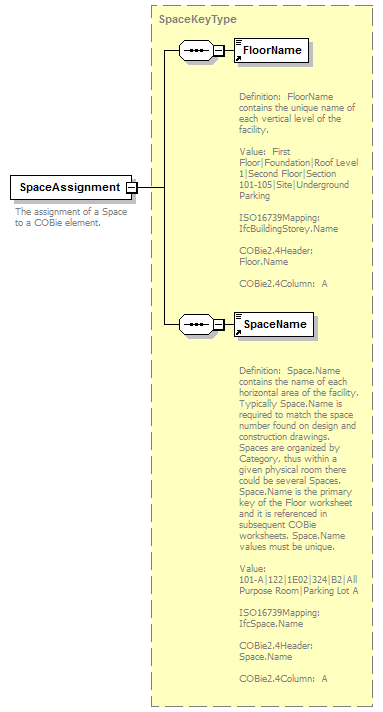 SpaceKeyType
FloorName
Definition:  FloorName
contains the unique name of
each vertical level of the
facility.
Value:  First
Floor|Foundation|Roof Level
1|Second Floor|Section
101-105|Site|Underground
Parking
ISO16739Mapping:
IfcBuildingStorey.Name
COBie2.4Header:
Floor.Name
COBie2.4Column:  A
SpaceAssignment
The assignment of a Space
to a COBie element.
SpaceName
Definition:  Space.Name
contains the name of each
horizontal area of the facility.
Typically Space.Name is
required to match the space
number found on design and
construction drawings.
Spaces are organized by
Category, thus within a
given physical room there
could be several Spaces.
Space.Name is the primary
key of the Floor worksheet
and it is referenced in
subsequent COBie
worksheets. Space.Name
values must be unique.
Value:
101-A|122|1E02|324|B2|All
Purpose Room|Parking Lot A
ISO16739Mapping:
IfcSpace.Name
COBie2.4Header:
Space.Name
COBie2.4Column:  A